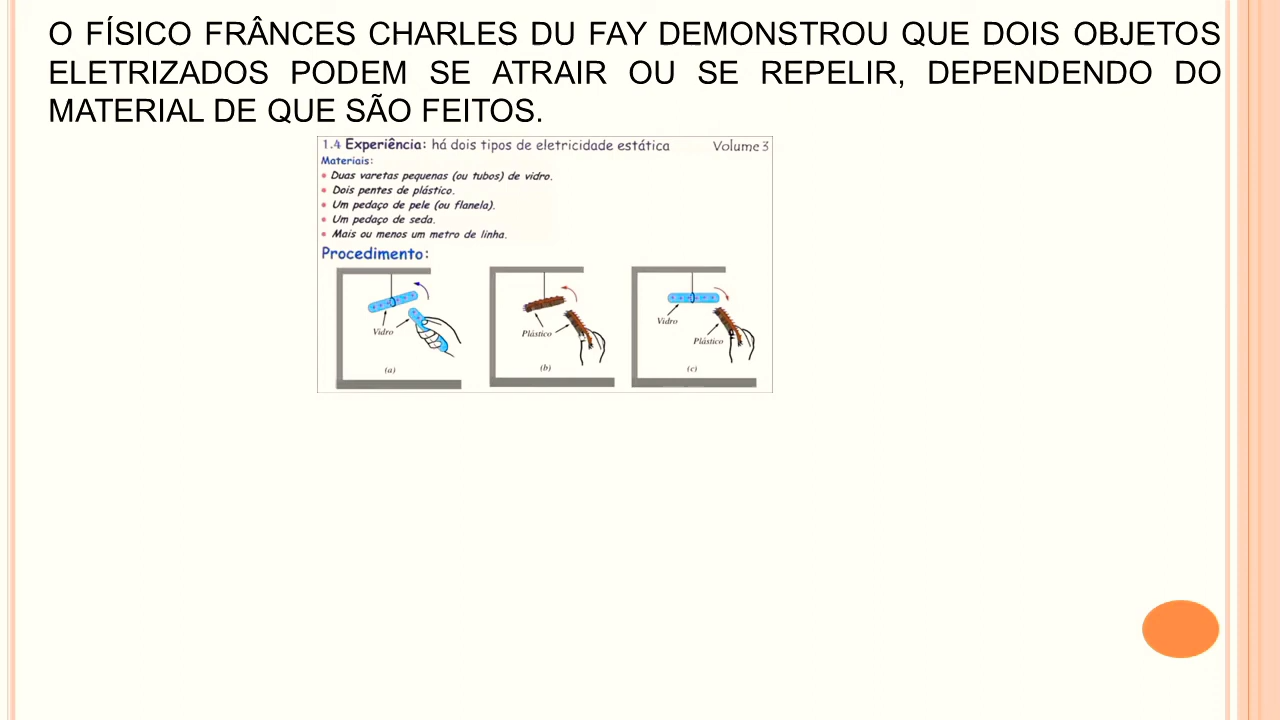 O FÍSICO FRÂNCES CHARLES DU FAY DEMONSTROU QUE DOIS OBJETOS
ELETRIZADOS PODEM SE ATRAIR OU SE REPELIR, DEPENDENDO DO
MATERIAL DE QUE SÃO FEITOS.
1.4 Experiência: há dois tipos de eletricidade estática Volume 3
Materiais:
• Duas varetas pequenas (ou tubos) de vidro.
• Dois pentes de plástico.
• Um pedaço de pele (ou flanela).
• Um pedaço de seda.
• Mais ou menos um metro de linha.
Procedimento:
Vidro
(a)
Plástico
(b)
Vidro
Plástico
(c)